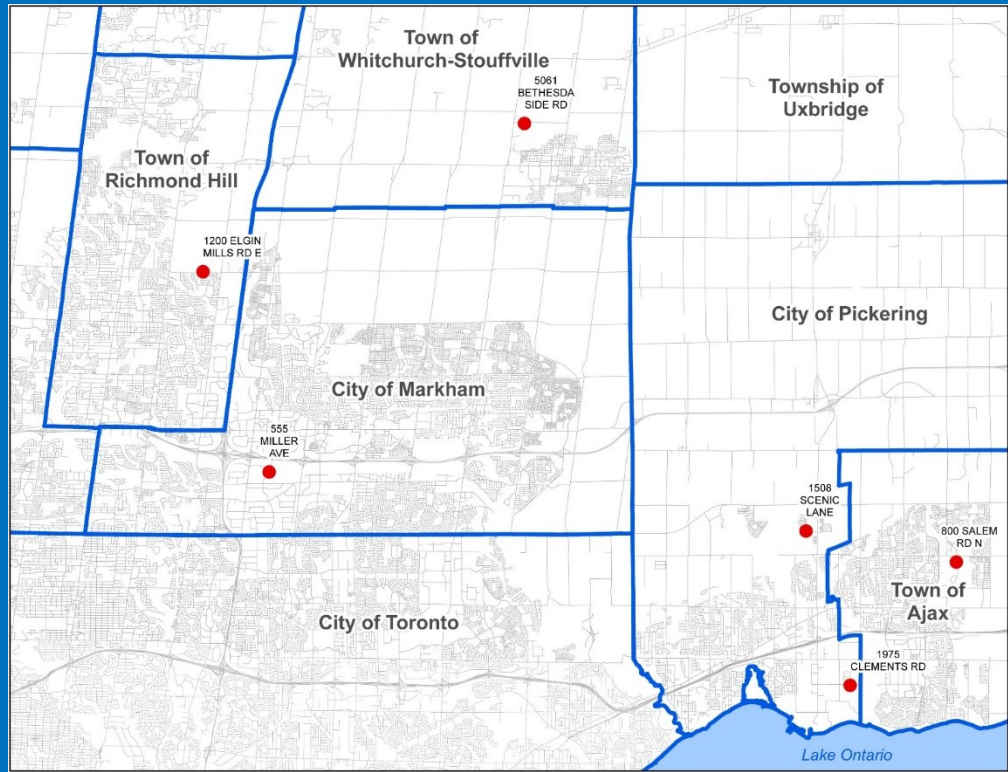 Town of
Whitchurch-Stouffville
5061
BETHESDA
SIDE RD
Township of
Uxbridge
Town of
Richmond Hill
1200 ELGIN
MILLS RD E
City of Pickering
City of Markham
555
MILLER
AVE
1508
SCENIC
LANE
800 SALEM
RD N
Town of
Ajax
City of Toronto
1975
CLEMENTS RD
Lake Ontario